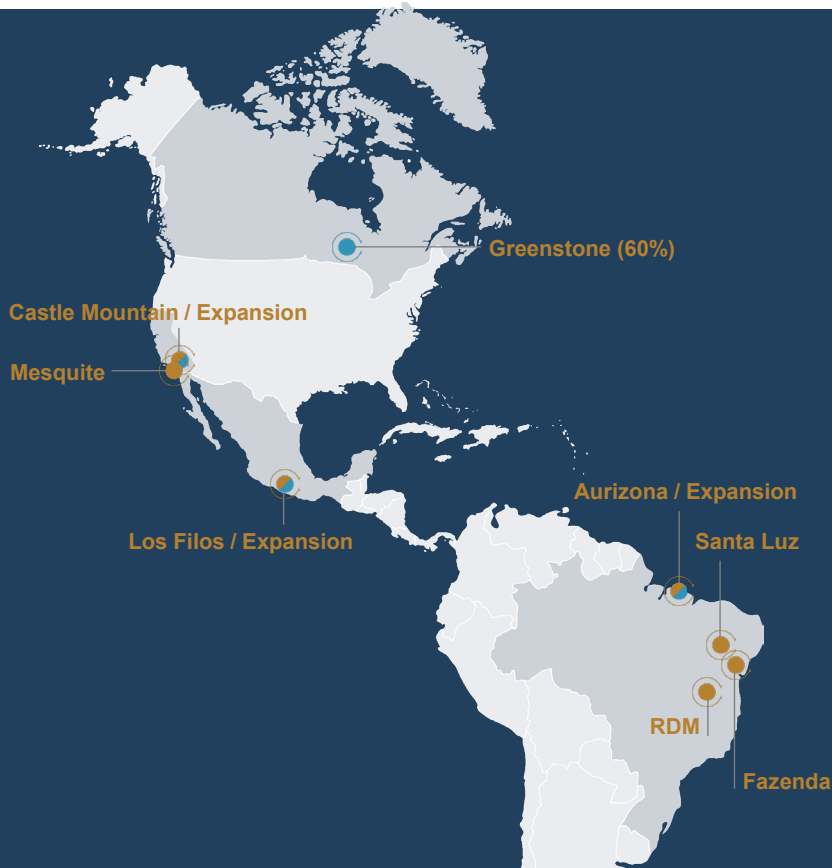 Greenstone (60%)
Castle Mountain / Expansion
Mesquite
Aurizona / Expansion
Los Filos / Expansion
Santa Luz
RDM
Fazenda